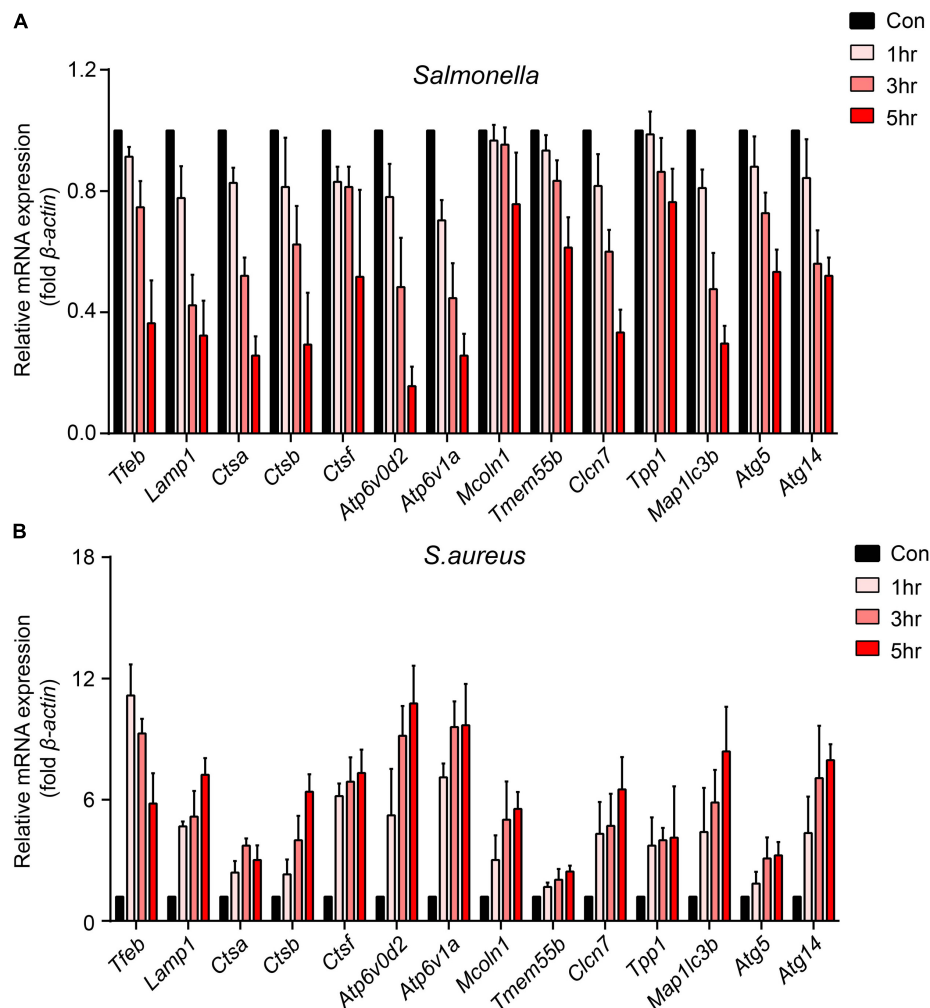 A
Salmonella
Con
1hr
3hr
5hr
Relative mRNA expression
(fold β-actin)
1.2
0.8
0.4
0.0
Tfeb
Lamp1
Ctsa
Ctsb
Ctsf
Atp6v0d2
Atp6v1a
Mcoln1
Tmem55b
Clcn7
Tpp1
Map1lc3b
Atg5
Atg14
B
S.aureus
Con
1hr
3hr
5hr
Relative mRNA expression
(fold β-actin)
18
12
6
0
Tfeb
Lamp1
Ctsa
Ctsb
Ctsf
Atp6v0d2
Atp6v1a
Mcoln1
Tmem55b
Clcn7
Tpp1
Map1lc3b
Atg5
Atg14